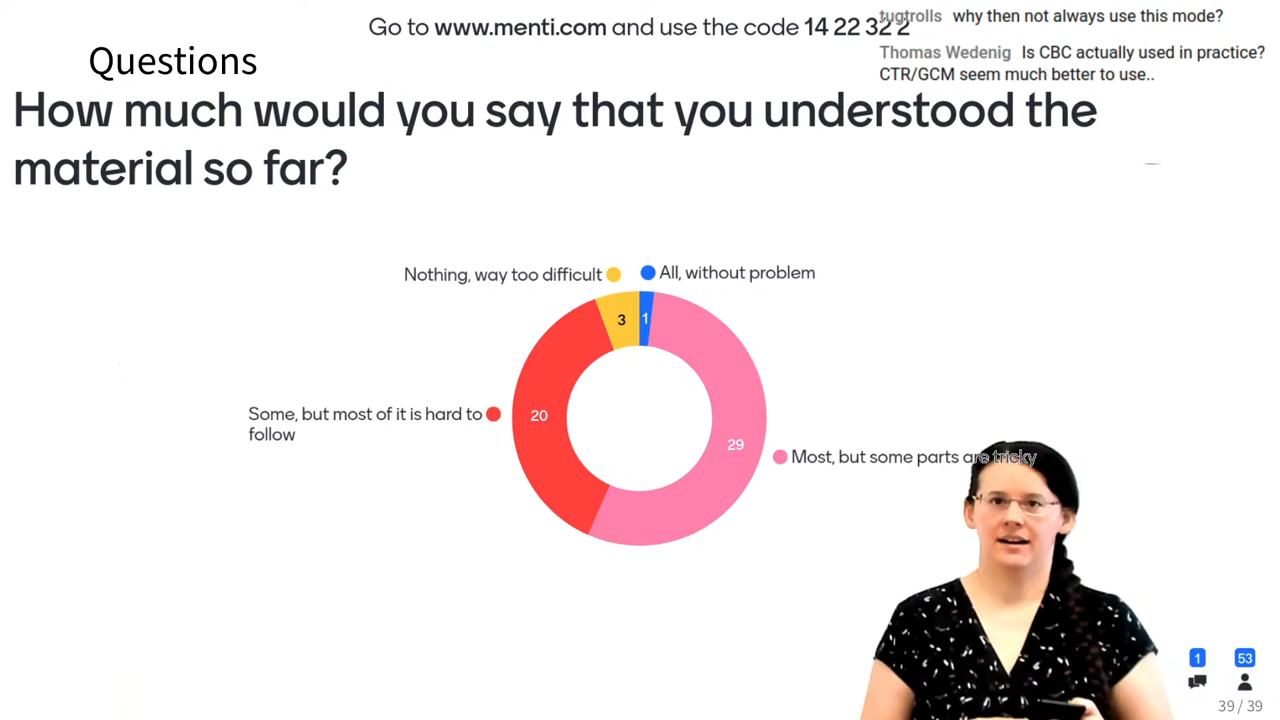 Go to www.menti.com and use the code 14 22 32 2
tugtrolls why then not always use this mode?
Thomas Wedenig Is CBC actually used in practice?
CTR/GCM seem much better to use..
Questions
How much would you say that you understood the
material so far?
Nothing, way too difficult
All, without problem
3
1
Some, but most of it is hard to
follow
20
29
Most, but some parts are tricky
1
53
39 / 39